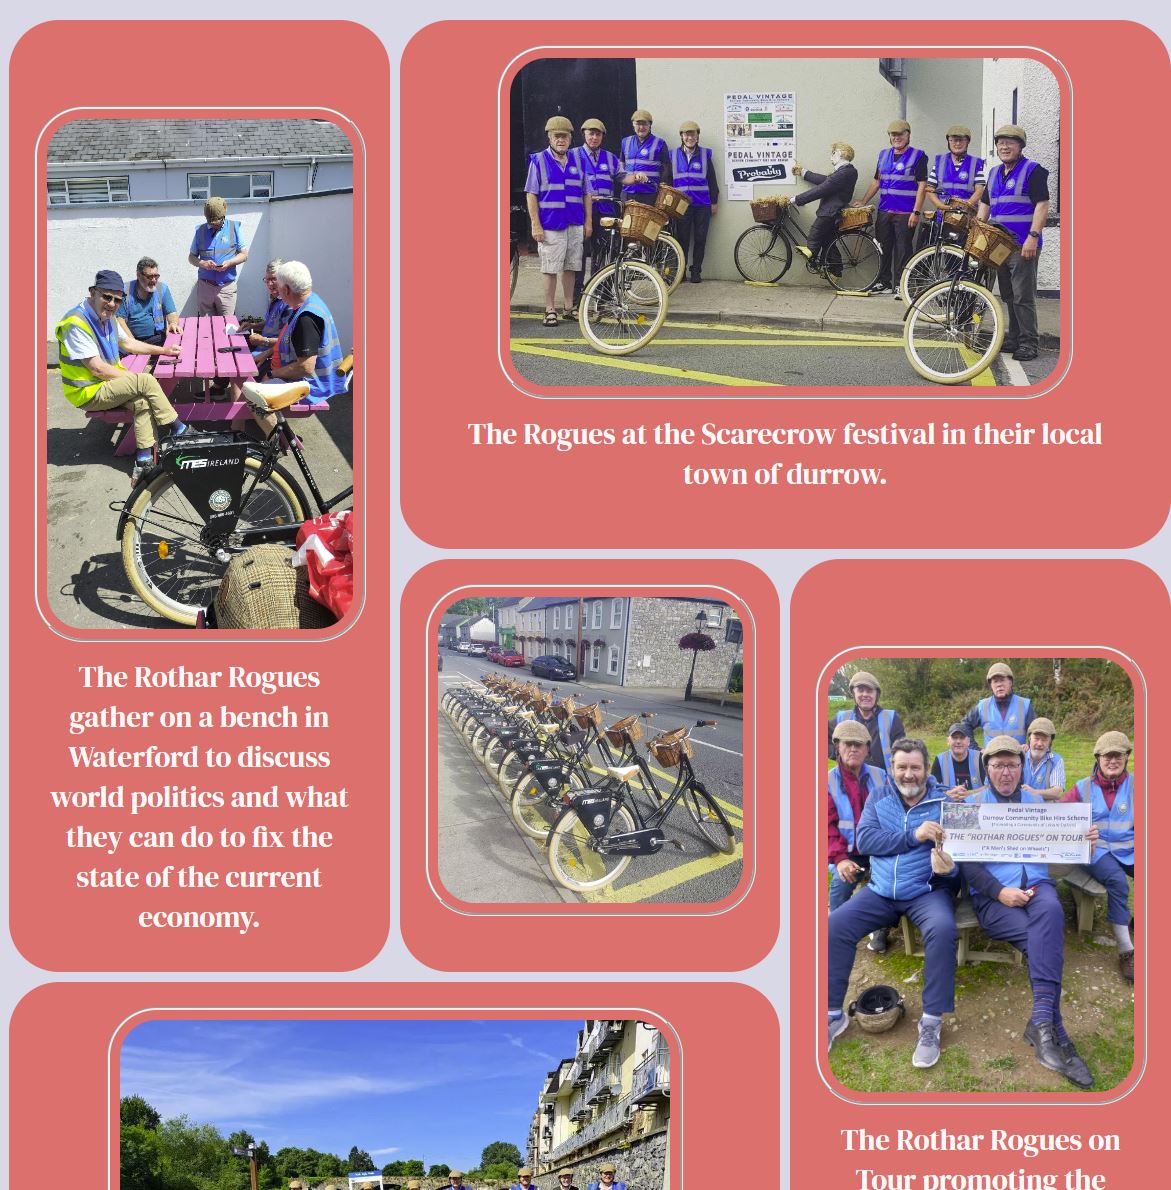 MES IRELAND
The Rothar Rogues
gather on a bench in
Waterford to discuss
world politics and what
they can do to fix the
state of the current
economy.
PEDAL VINTAGE
PEDAL VINTAGE
Probably
The Rogues at the Scarecrow festival in their local
town of durrow.
Pedal Vintage
Durrow Community Bike Hire Scheme
THE "ROTHAR ROGUES" ON TOUR
("A Men's Shed on Wheels")
The Rothar Rogues on
Tour promoting the